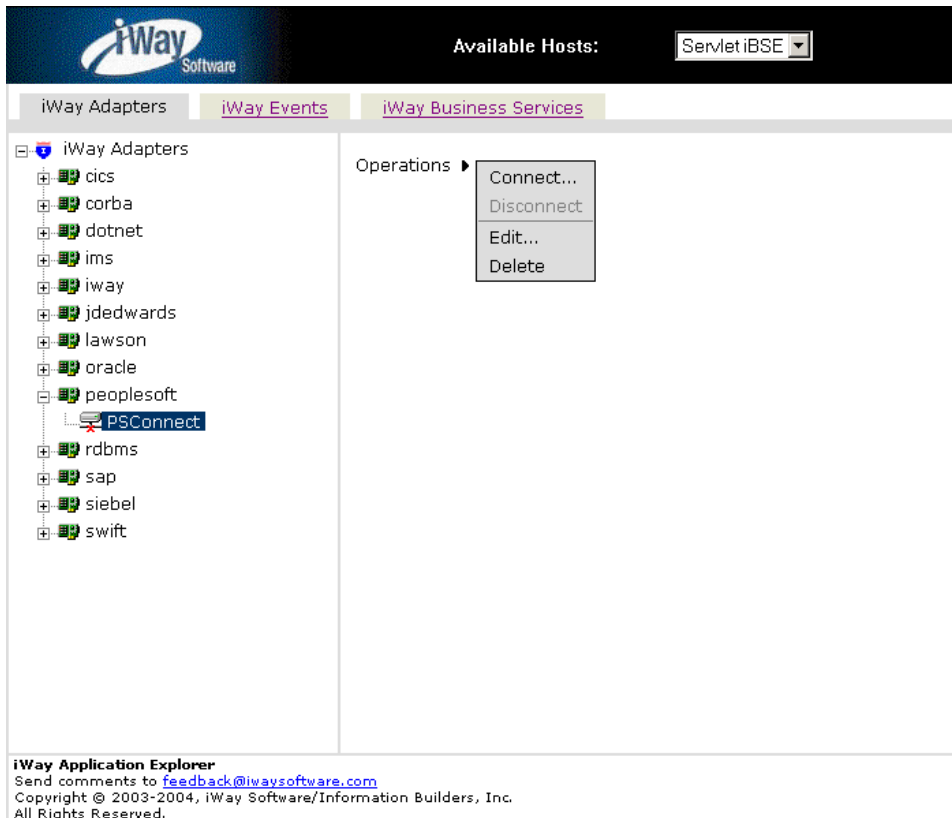 iWay
Software
Available Hosts:
Servlet iBSE
iWay Adapters
iWay Events
iWay Business Services
iWay Adapters
cics
corba
dotnet
ims
iway
jdedwards
lawson
oracle
peoplesoft
PSConnect
rdbms
sap
siebel
swift
Operations
Connect...
Disconnect
Edit...
Delete
iWay Application Explorer
Send comments to feedback@iwaysoftware.com
Copyright © 2003-2004, iWay Software/Information Builders, Inc.
All Rights Reserved.